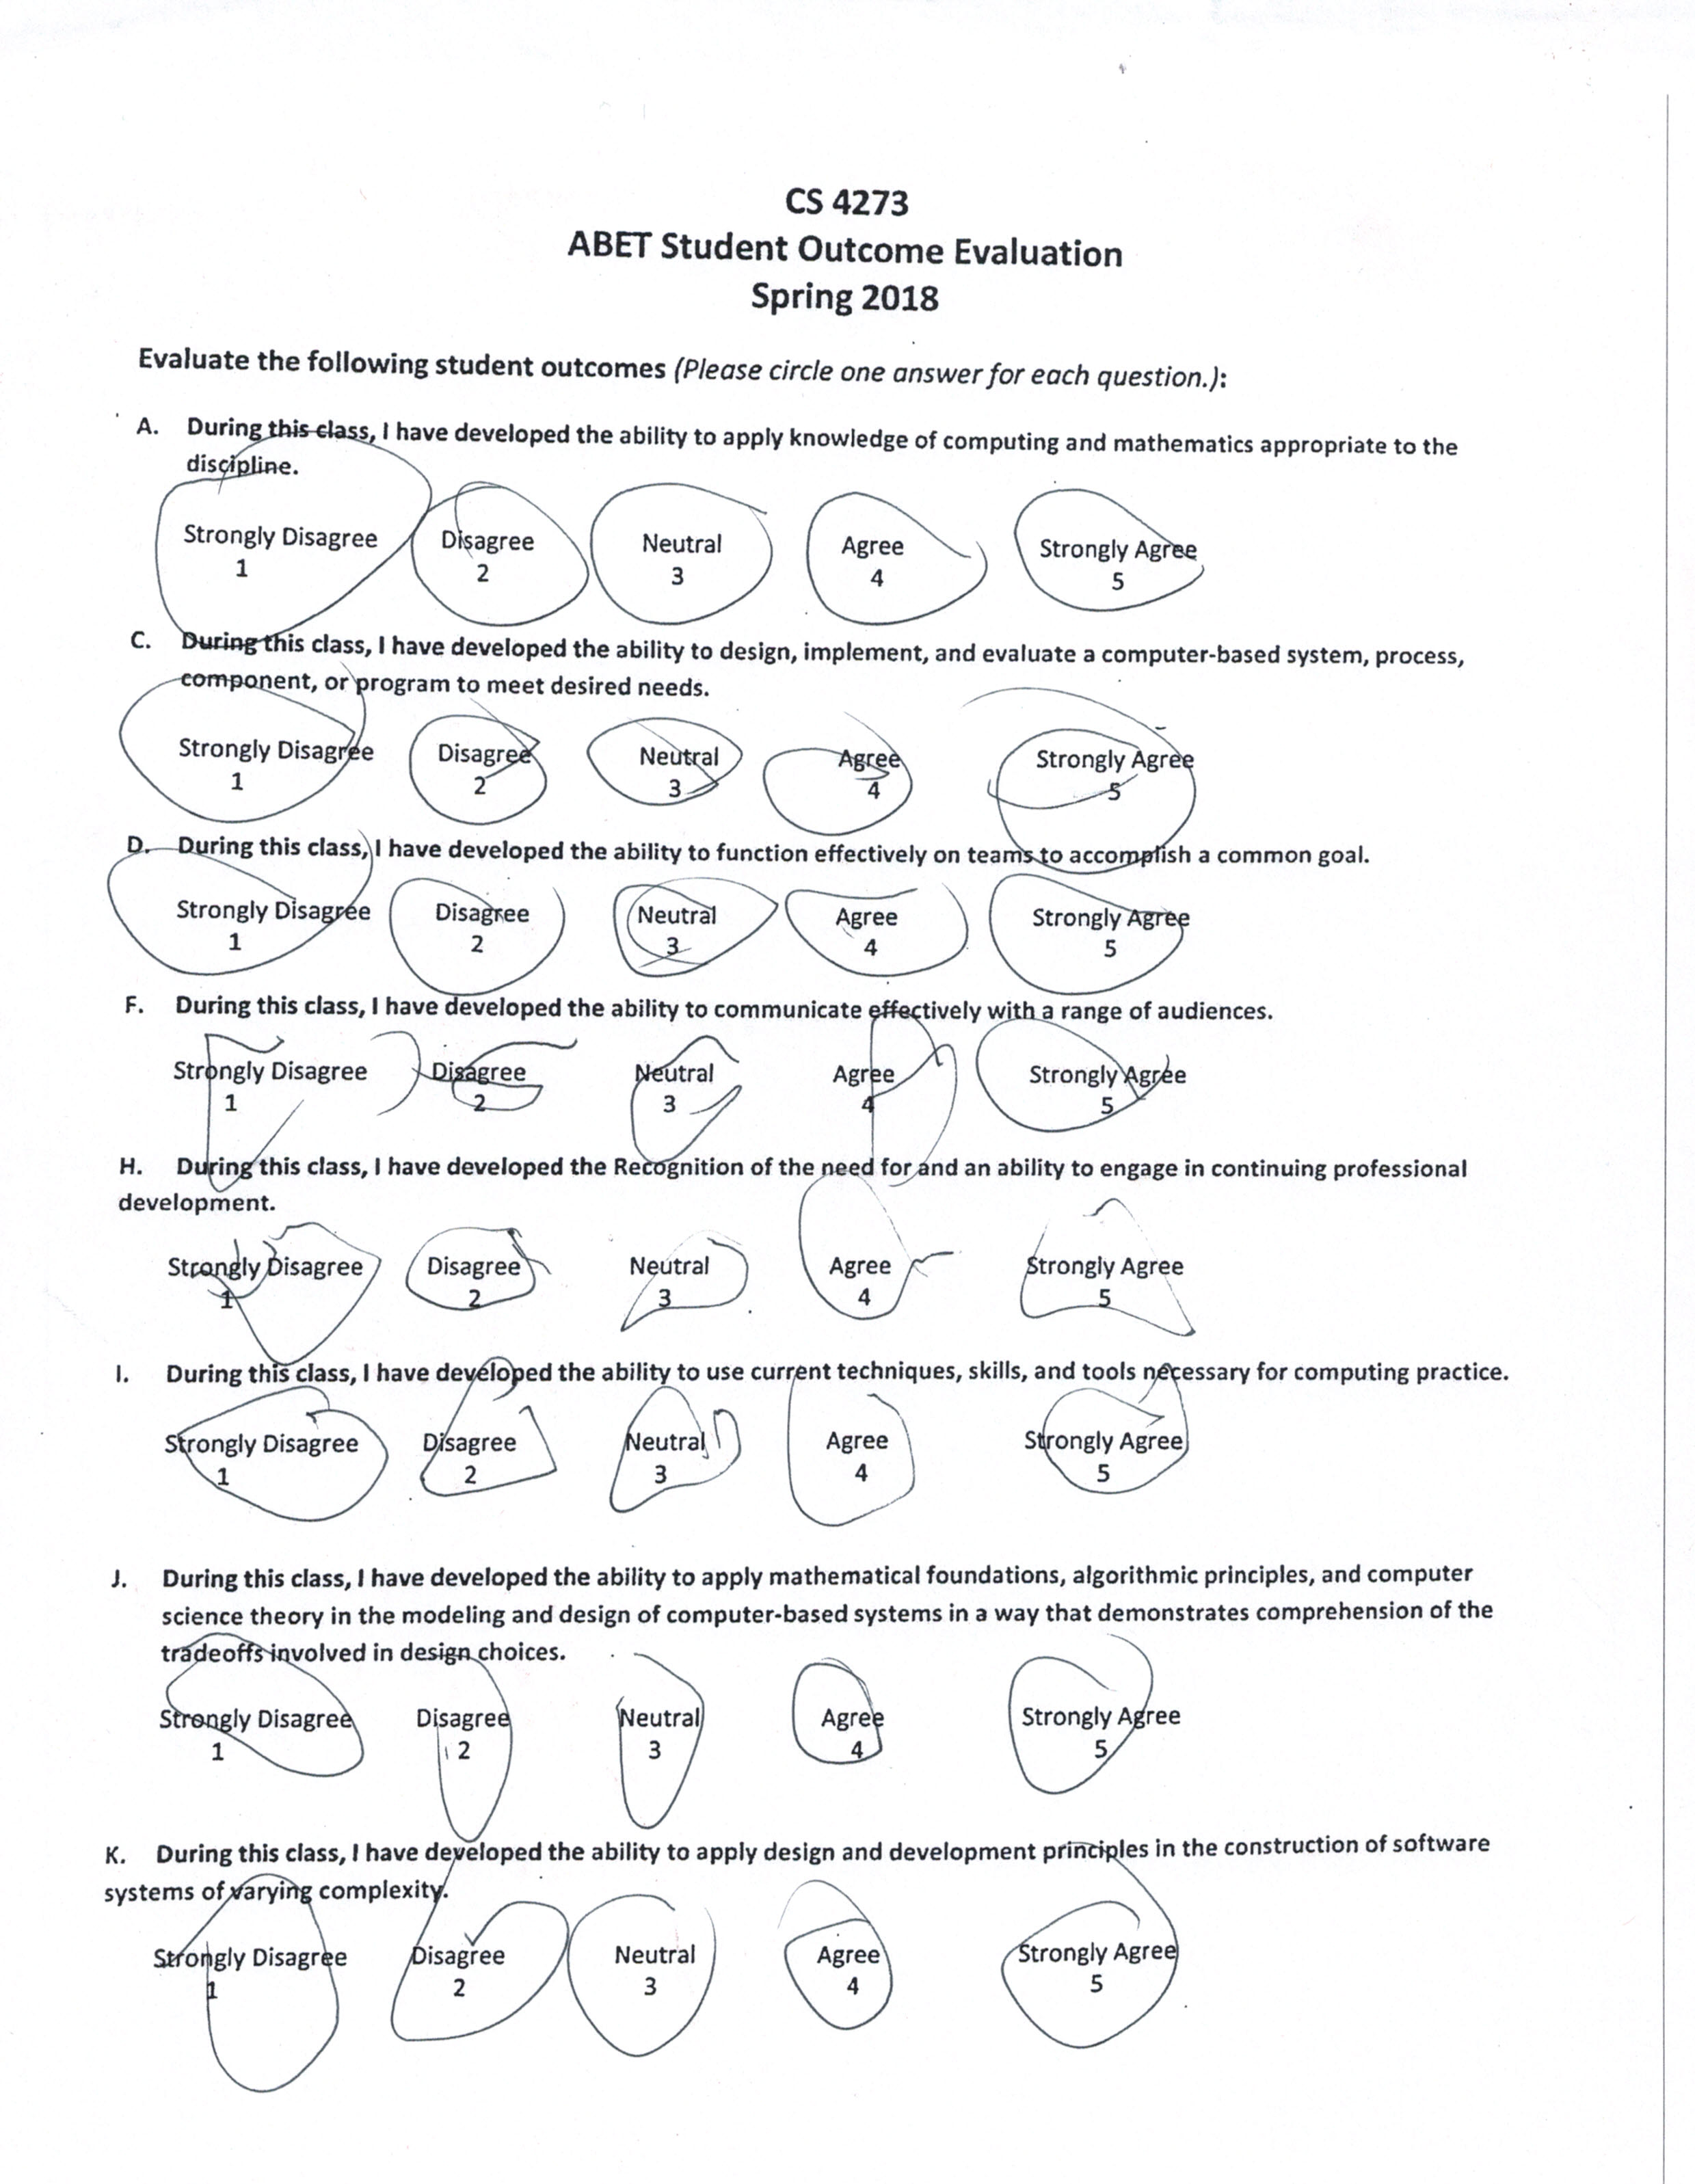 CS 4273
ABET Student Outcome Evaluation
Spring 2018
Evaluate the following student outcomes (Please circle one answer for each question.):
A. During this class, I have developed the ability to apply knowledge of computing and mathematics appropriate to the
discipline.
Strongly Disagree Disagree Neutral Agree Strongly Agree
1 2 3 4 5
C. During this class, I have developed the ability to design, implement, and evaluate a computer-based system, process,
component, or program to meet desired needs.
Strongly Disagree Disagree Neutral Agree Strongly Agree
1 2 3 4 5
D. During this class, I have developed the ability to function effectively on teams to accomplish a common goal.
Strongly Disagree Disagree Neutral Agree Strongly Agree
1 2 3 4 5
F. During this class, I have developed the ability to communicate effectively with a range of audiences.
Strongly Disagree Disagree Neutral Agree Strongly Agree
1 2 3 4 5
H. During this class, I have developed the Recognition of the need for and an ability to engage in continuing professional
development.
Strongly Disagree Disagree Neutral Agree Strongly Agree
1 2 3 4 5
I. During this class, I have developed the ability to use current techniques, skills, and tools necessary for computing practice.
Strongly Disagree Disagree Neutral Agree Strongly Agree
1 2 3 4 5
J. During this class, I have developed the ability to apply mathematical foundations, algorithmic principles, and computer
science theory in the modeling and design of computer-based systems in a way that demonstrates comprehension of the
tradeoffs involved in design choices.
Strongly Disagree Disagree Neutral Agree Strongly Agree
1 2 3 4 5
K. During this class, I have developed the ability to apply design and development principles in the construction of software
systems of varying complexity.
Strongly Disagree Disagree Neutral Agree Strongly Agree
1 2 3 4 5